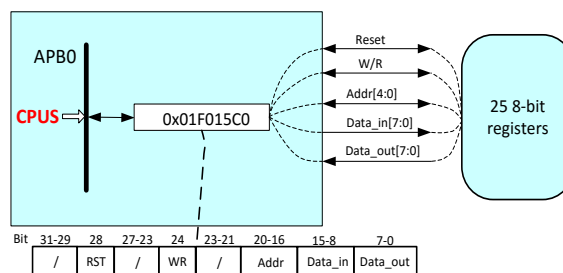 Reset
APB0
W/R
CPUS
0x01F015C0
Addr[4:0]
25 8-bit
registers
Data_in[7:0]
Data_out[7:0]
Bit 31-29 28 27-23 24 23-21 20-16 15-8 7-0
/ RST / WR / Addr Data_in Data_out